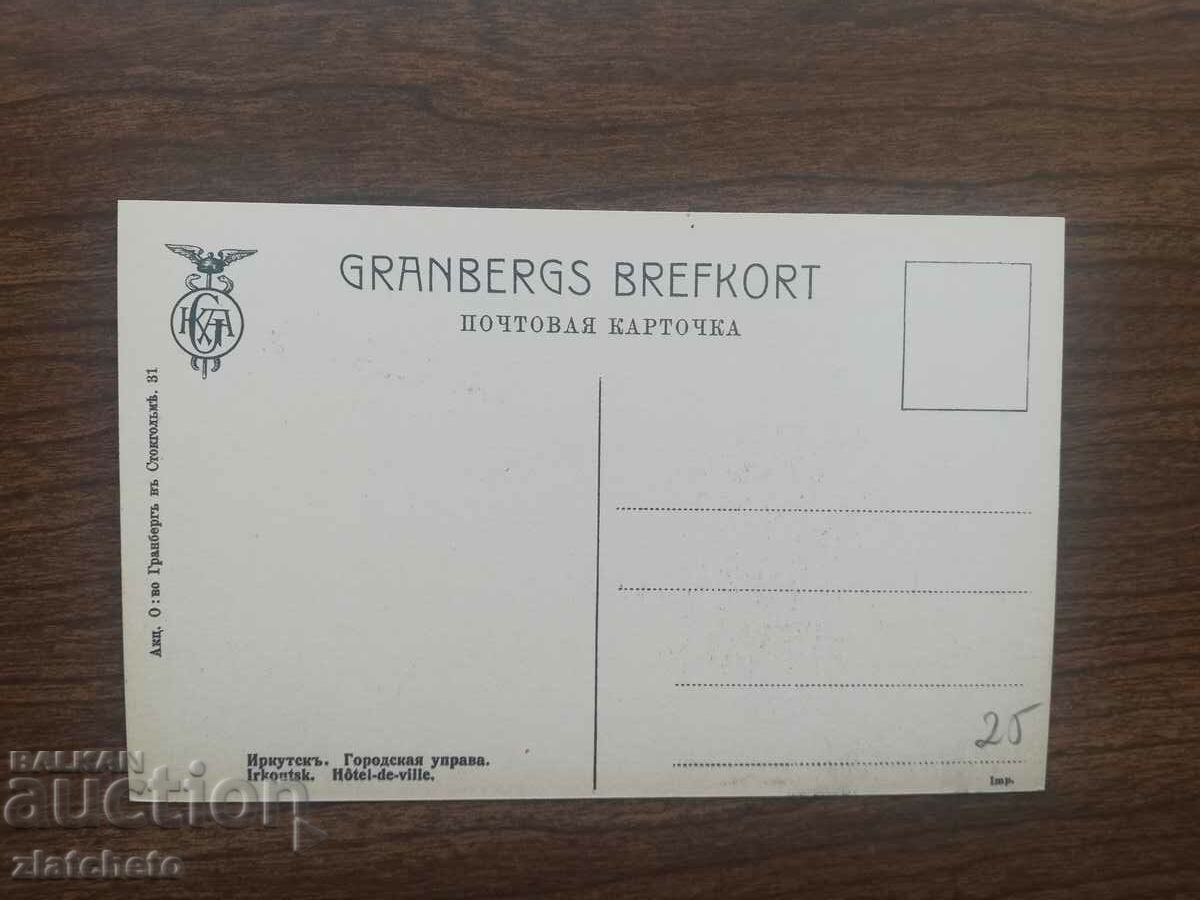 GRANBERGS BREFKORT
ПОЧТОВАЯ КАРТОЧКА
Акц. О:во Гранбергъ въ Стокгольмѣ. 31
25
Иркутскъ. Городская управа.
Irkoutsk. Hôtel-de-ville.
Imp.
BALKAN
auction
zlatcheto